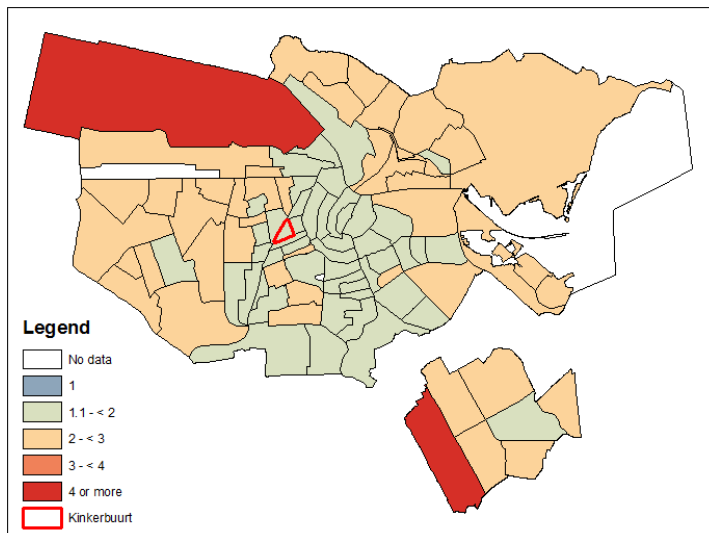 Legend
No data
1
1.1 - < 2
2 - < 3
3 - < 4
4 or more
Kinkerbuurt